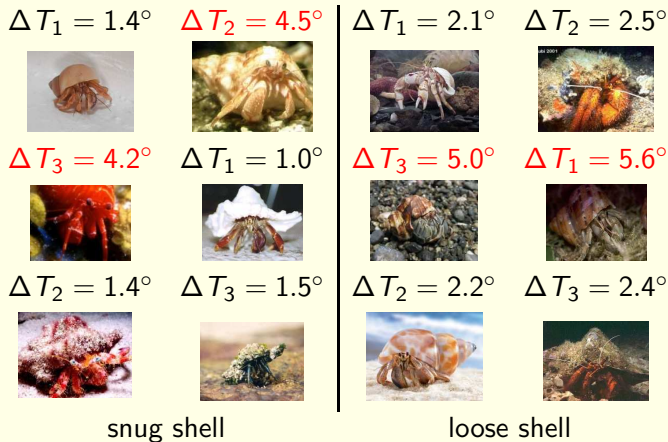 ΔT₁ = 1.4° ΔT₂ = 4.5° ΔT₁ = 2.1° ΔT₂ = 2.5°
2001
ΔT₃ = 4.2° ΔT₁ = 1.0° ΔT₃ = 5.0° ΔT₁ = 5.6°
ΔT₂ = 1.4° ΔT₃ = 1.5° ΔT₂ = 2.2° ΔT₃ = 2.4°
snug shell loose shell